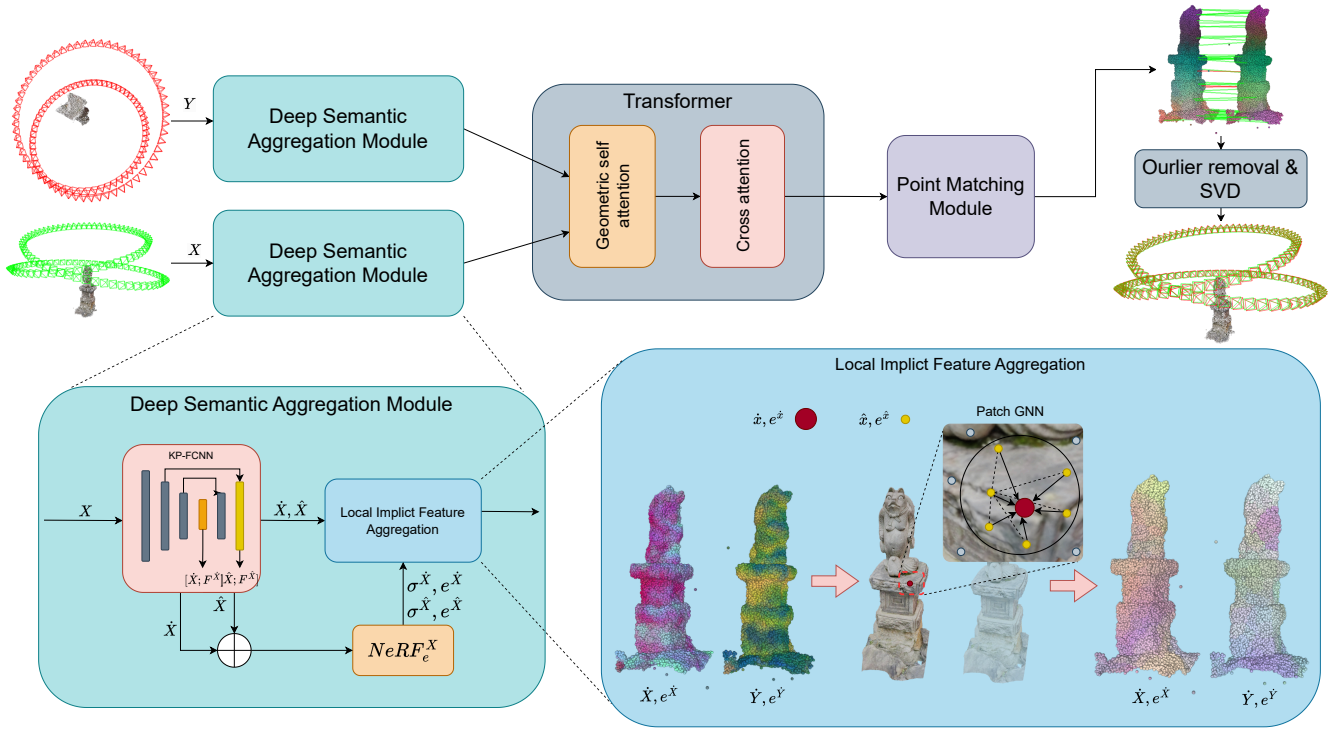 Y
Deep Semantic
Aggregation Module
X
Deep Semantic
Aggregation Module
Transformer
Geometric self
attention
Cross attention
Point Matching
Module
Ourlier removal &
SVD
Deep Semantic Aggregation Module
KP-FCNN
X
Ẋ, X̂
[Ẋ; F^Ẋ][X̂; F^X̂]
Local Implict Feature
Aggregation
σ^Ẋ, e^Ẋ
σ^X̂, e^X̂
Ẋ
X̂
NeRF_e^X
Local Implict Feature Aggregation
ẋ, e^ẋ
x̂, e^x̂
Patch GNN
Ẋ, e^Ẋ
Ẏ, e^Ẏ
Ẋ, e^Ẋ
Ẏ, e^Ẏ